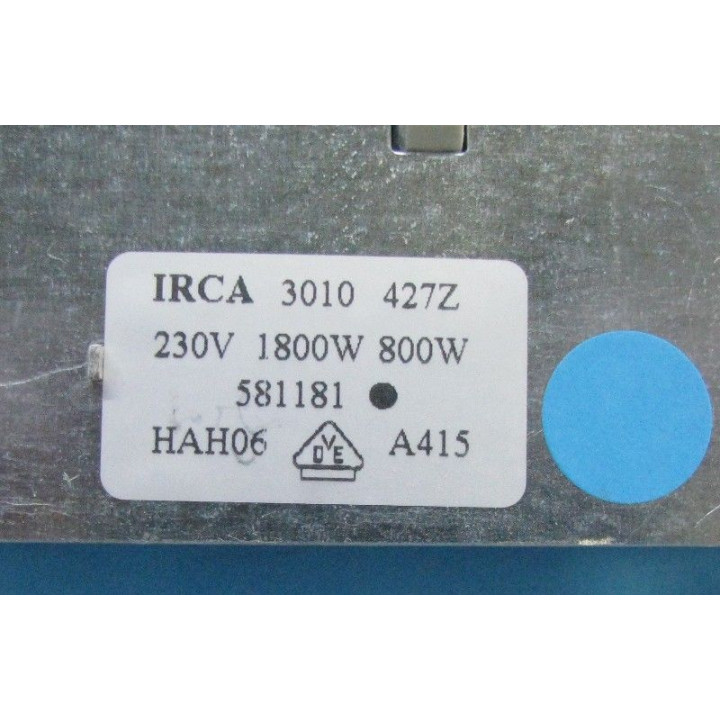 IRCA 3010 427Z
230V 1800W 800W
581181
HAH06 DVE A415